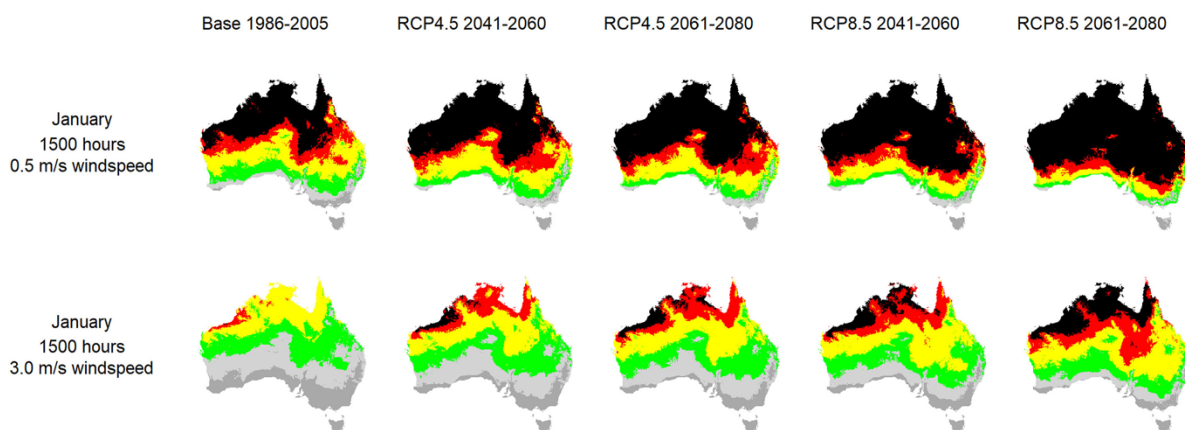 Base 1986-2005 RCP4.5 2041-2060 RCP4.5 2061-2080 RCP8.5 2041-2060 RCP8.5 2061-2080
January
1500 hours
0.5 m/s windspeed
January
1500 hours
3.0 m/s windspeed